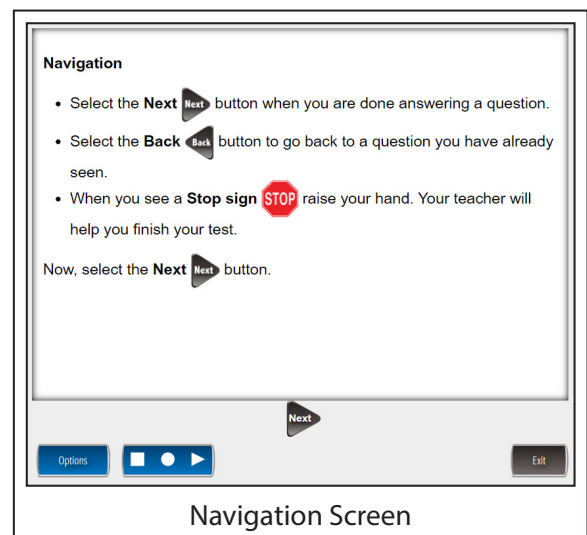 Navigation
• Select the Next Next button when you are done answering a question.
• Select the Back Back button to go back to a question you have already
seen.
• When you see a Stop sign STOP raise your hand. Your teacher will
help you finish your test.
Now, select the Next Next button.
Next
Options
Exit
Navigation Screen